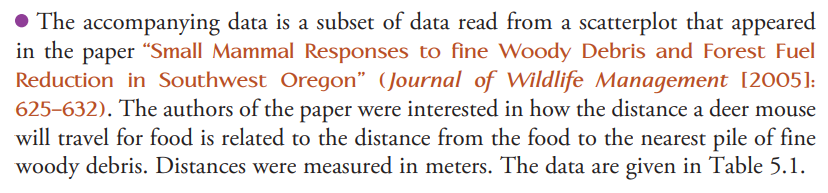 ● The accompanying data is a subset of data read from a scatterplot that appeared
in the paper “Small Mammal Responses to fine Woody Debris and Forest Fuel
Reduction in Southwest Oregon” (Journal of Wildlife Management [2005]:
625–632). The authors of the paper were interested in how the distance a deer mouse
will travel for food is related to the distance from the food to the nearest pile of fine
woody debris. Distances were measured in meters. The data are given in Table 5.1.